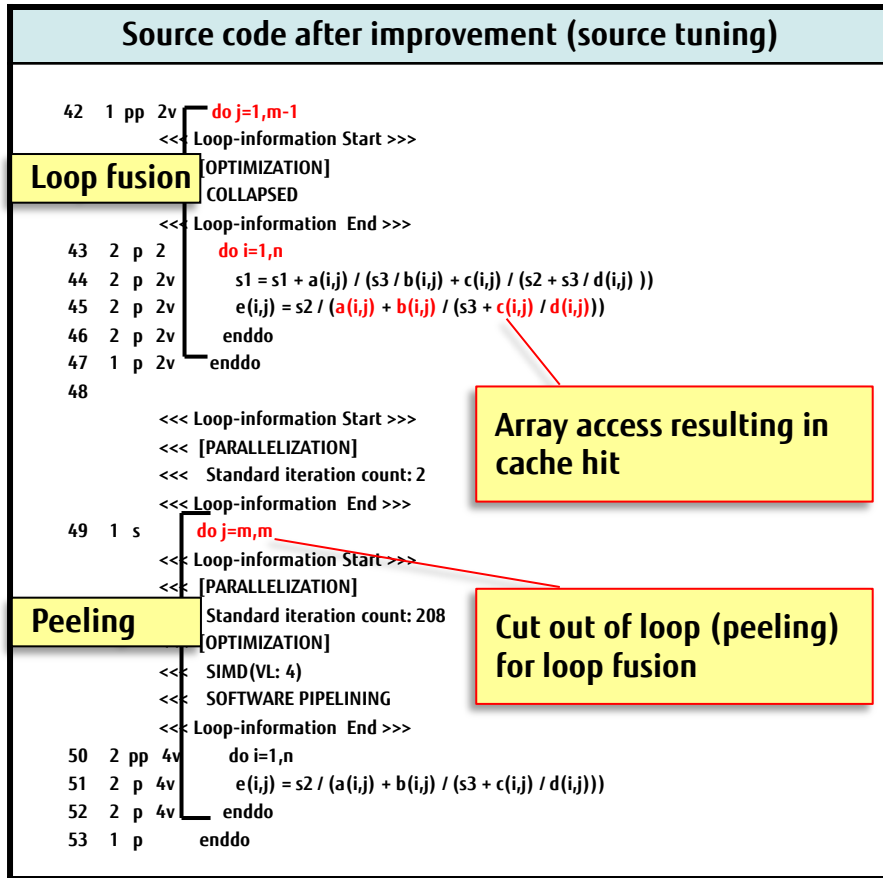 Source code after improvement (source tuning)
42 1 pp 2v do j=1,m-1
<<< Loop-information Start >>>
[OPTIMIZATION]
Loop fusion
COLLAPSED
<<< Loop-information End >>>
43 2 p 2 do i=1,n
44 2 p 2v s1 = s1 + a(i,j) / (s3 / b(i,j) + c(i,j) / (s2 + s3 / d(i,j) ))
45 2 p 2v e(i,j) = s2 / (a(i,j) + b(i,j) / (s3 + c(i,j) / d(i,j)))
46 2 p 2v enddo
47 1 p 2v enddo
48
Array access resulting in
cache hit
<<< Loop-information Start >>>
<<< [PARALLELIZATION]
<<< Standard iteration count: 2
<<< Loop-information End >>>
49 1 s do j=m,m
<<< Loop-information Start >>>
<<< [PARALLELIZATION]
Peeling
Standard iteration count: 208
[OPTIMIZATION]
Cut out of loop (peeling)
for loop fusion
<<< SIMD(VL: 4)
<<< SOFTWARE PIPELINING
<<< Loop-information End >>>
50 2 pp 4v do i=1,n
51 2 p 4v e(i,j) = s2 / (a(i,j) + b(i,j) / (s3 + c(i,j) / d(i,j)))
52 2 p 4v enddo
53 1 p enddo